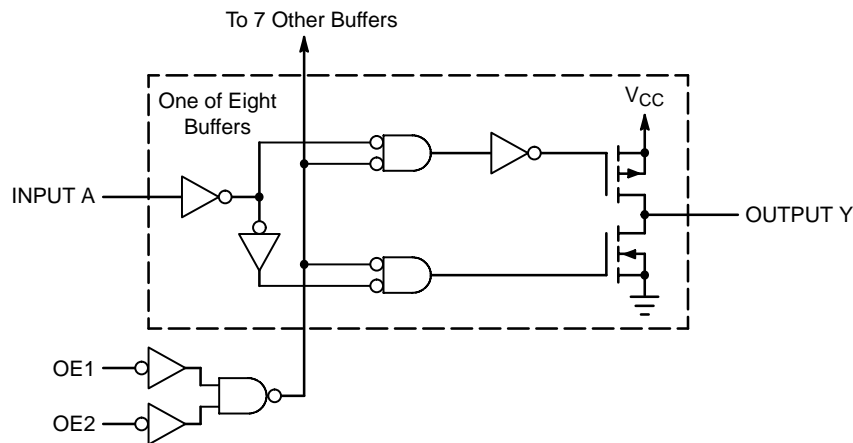 To 7 Other Buffers
One of Eight
Buffers
VCC
INPUT A
OUTPUT Y
OE1
OE2